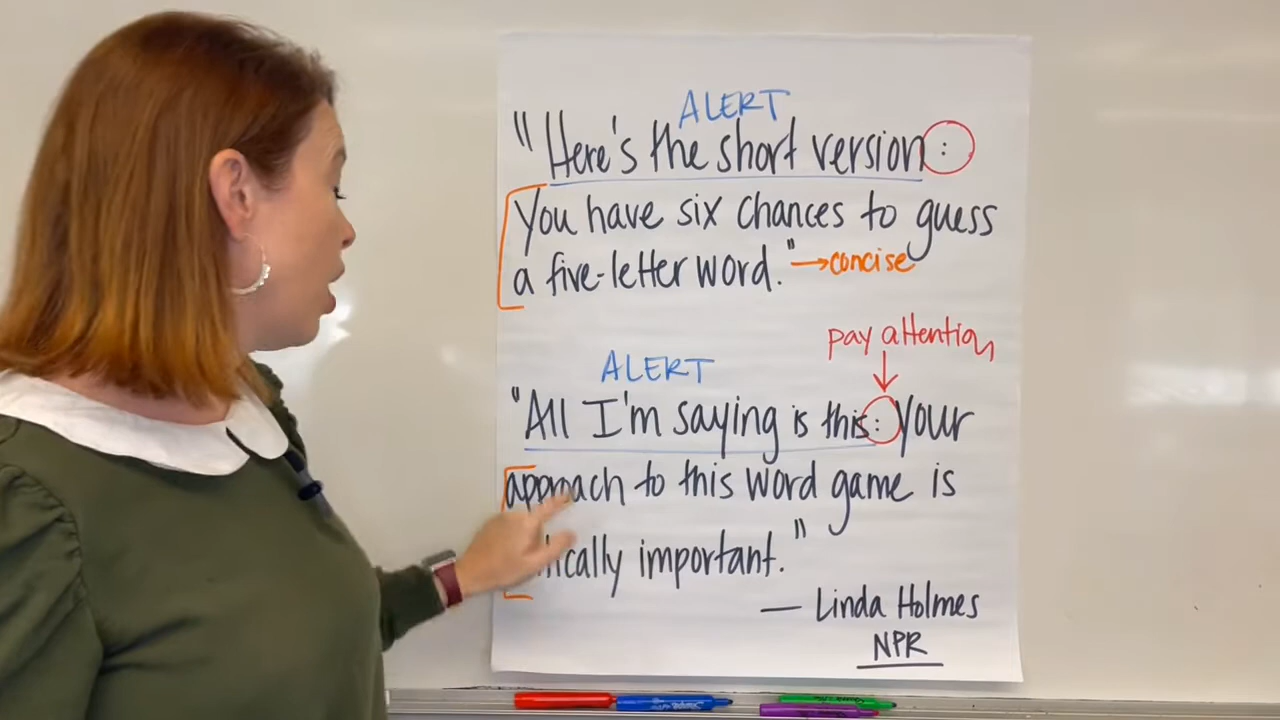 ALERT
"Here's the short version:
You have six chances to guess
a five-letter word." →concise
pay attention
ALERT
"All I'm saying is this: Your
approach to this word game is
important."
— Linda Holmes
NPR